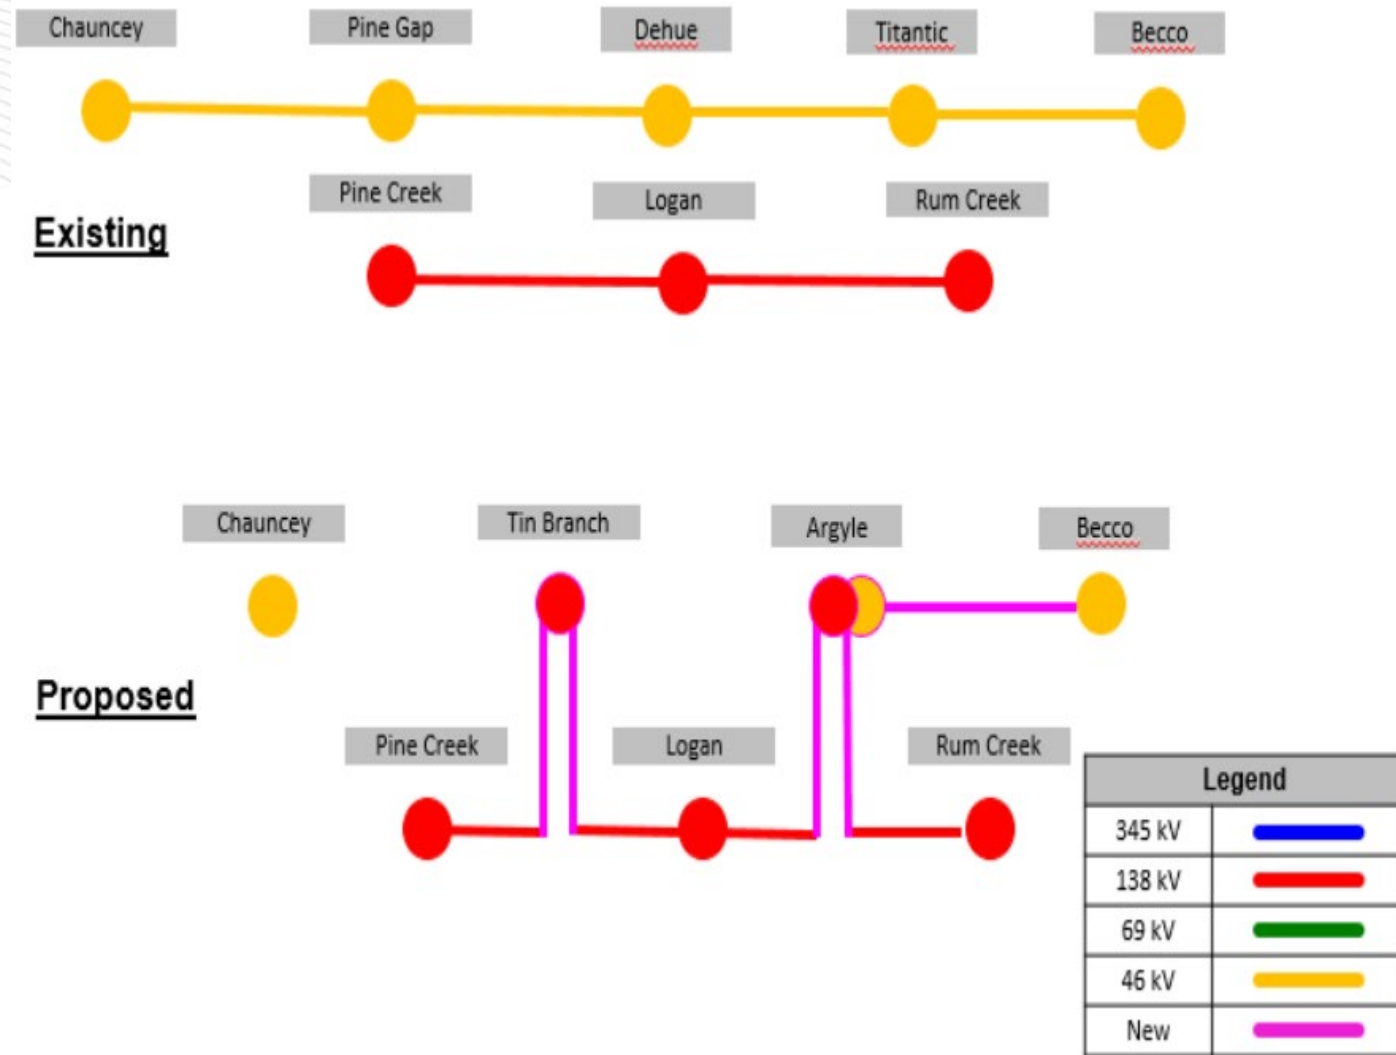 Chauncey
Pine Gap
Dehue
Titantic
Becco
Pine Creek
Logan
Rum Creek
Existing
Chauncey
Tin Branch
Argyle
Becco
Proposed
Pine Creek
Logan
Rum Creek
Legend
345 kV
138 kV
69 kV
46 kV
New